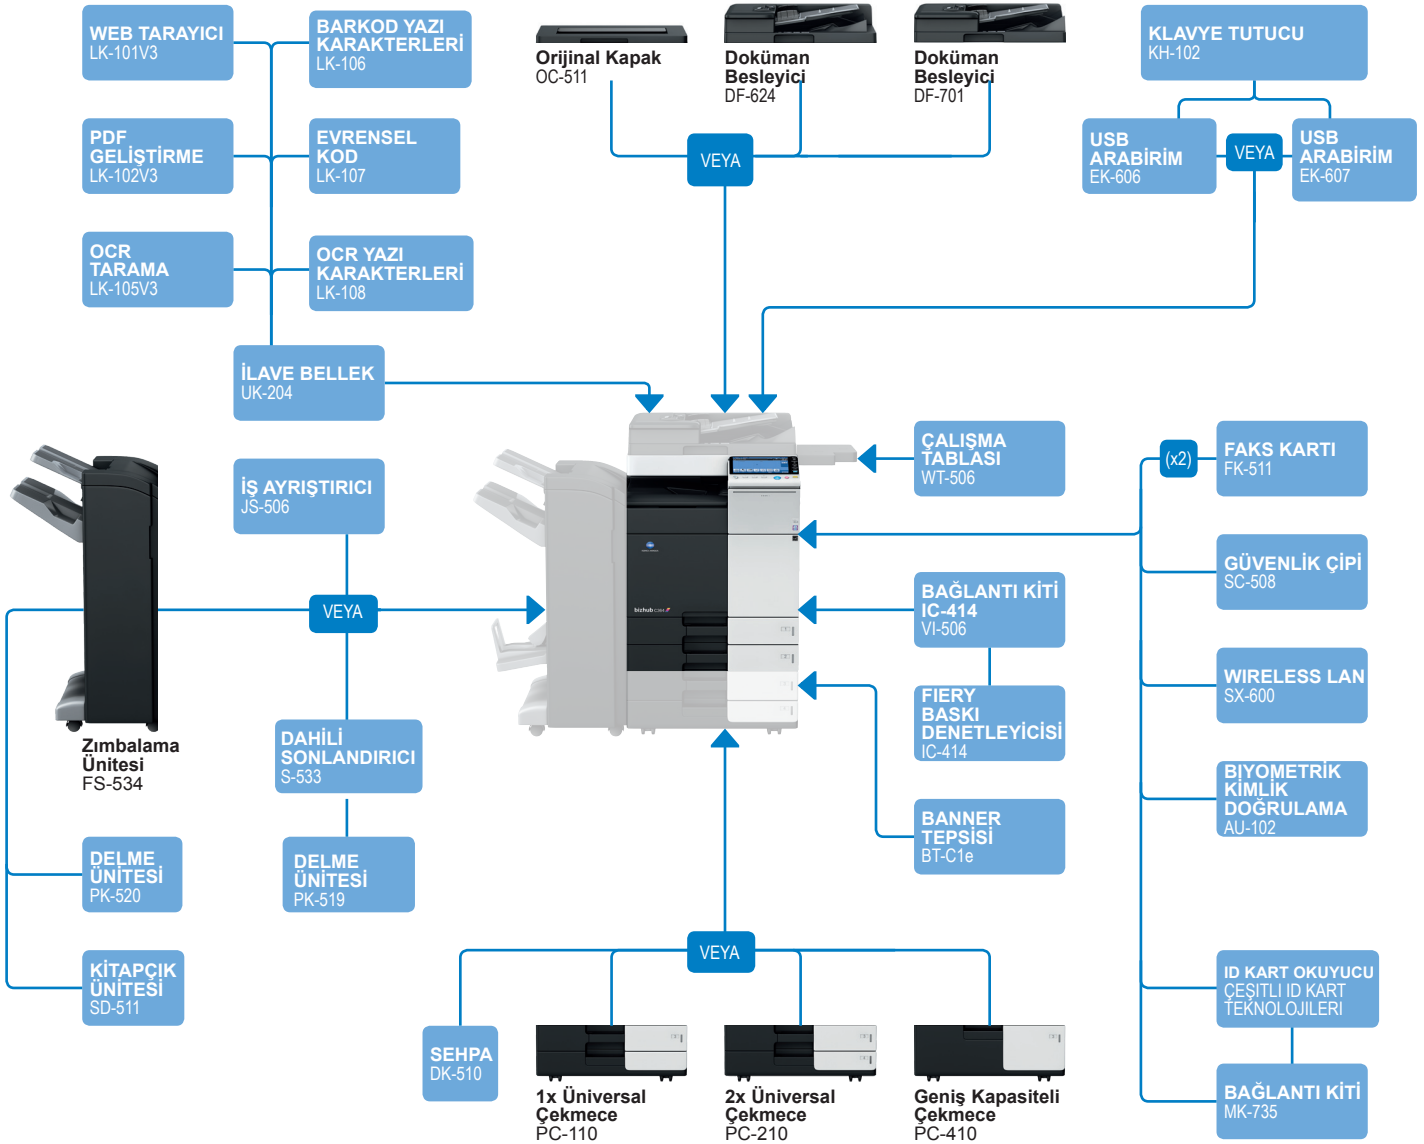 WEB TARAYICI
LK-101V3
BARKOD YAZI
KARAKTERLERİ
LK-106
PDF
GELİŞTİRME
LK-102V3
EVRENSEL
KOD
LK-107
OCR
TARAMA
LK-105V3
OCR YAZI
KARAKTERLERİ
LK-108
İLAVE BELLEK
UK-204
Orijinal Kapak
OC-511
Doküman
Besleyici
DF-624
Doküman
Besleyici
DF-701
VEYA
KLAVYE TUTUCU
KH-102
USB
ARABİRİM
EK-606
VEYA
USB
ARABİRİM
EK-607
ÇALIŞMA
TABLASI
WT-506
(x2)
FAKS KARTI
FK-511
GÜVENLİK ÇİPİ
SC-508
WIRELESS LAN
SX-600
BIYOMETRİK
KİMLİK
DOĞRULAMA
AU-102
ID KART OKUYUCU
ÇEŞITLI ID KART
TEKNOLOJILERI
BAĞLANTI KİTİ
MK-735
BAĞLANTI KİTİ
IC-414
VI-506
FIERY
BASKI
DENETLEYİCİSİ
IC-414
BANNER
TEPSİSİ
BT-C1e
İŞ AYRIŞTIRICI
JS-506
VEYA
DAHİLİ
SONLANDIRICI
S-533
DELME
ÜNİTESİ
PK-519
Zımbalama
Ünitesi
FS-534
DELME
ÜNİTESİ
PK-520
KİTAPÇIK
ÜNİTESİ
SD-511
bizhub C364e
VEYA
SEHPA
DK-510
1x Üniversal
Çekmece
PC-110
2x Üniversal
Çekmece
PC-210
Geniş Kapasiteli
Çekmece
PC-410